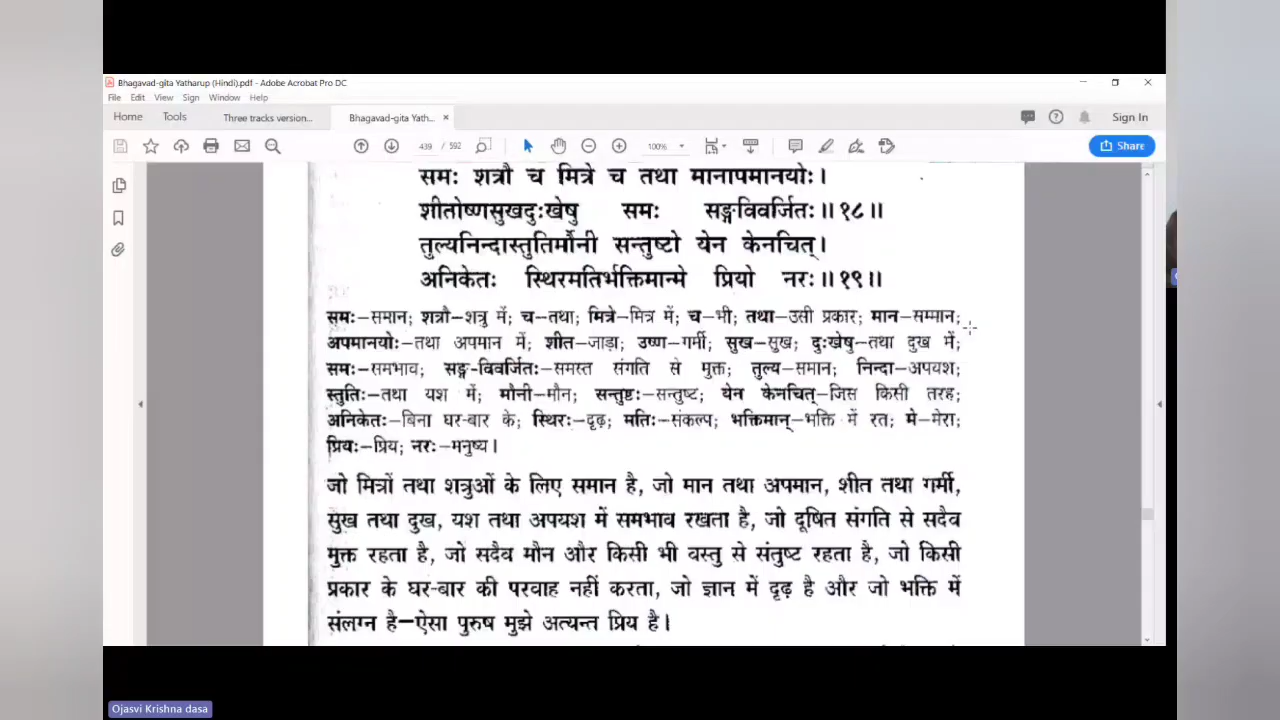 Bhagavad-gita Yatharup (Hindi).pdf - Adobe Acrobat Pro DC
File Edit View Sign Window Help
Home Tools Three tracks version... Bhagavad-gita Yath... Sign In
439 / 592 100% Share
समः शत्रौ च मित्रे च तथा मानापमानयोः।
शीतोष्णसुखदुःखेषु समः सङ्गविवर्जितः॥१८॥
तुल्यनिन्दास्तुतिर्मौनी सन्तुष्टो येन केनचित्।
अनिकेतः स्थिरमतिर्भक्तिमान्मे प्रियो नरः॥१९॥
समः–समान; शत्रौ–शत्रु में; च–तथा; मित्रे–मित्र में; च–भी; तथा–उसी प्रकार; मान–सम्मान;
अपमानयोः–तथा अपमान में; शीत–जाड़ा; उष्ण–गर्मी; सुख–सुख; दुःखेषु–तथा दुख में;
समः–समभाव; सङ्ग-विवर्जितः–समस्त संगति से मुक्त; तुल्य–समान; निन्दा–अपयश;
स्तुतिः–तथा यश में; मौनी–मौन; सन्तुष्टः–सन्तुष्ट; येन केनचित्–जिस किसी तरह;
अनिकेतः–बिना घर-बार के; स्थिरः–दृढ़; मतिः–संकल्प; भक्तिमान्–भक्ति में रत; मे–मेरा;
प्रियः–प्रिय; नरः–मनुष्य।
जो मित्रों तथा शत्रुओं के लिए समान है, जो मान तथा अपमान, शीत तथा गर्मी,
सुख तथा दुख, यश तथा अपयश में समभाव रखता है, जो दूषित संगति से सदैव
मुक्त रहता है, जो सदैव मौन और किसी भी वस्तु से संतुष्ट रहता है, जो किसी
प्रकार के घर-बार की परवाह नहीं करता, जो ज्ञान में दृढ़ है और जो भक्ति में
संलग्न है–ऐसा पुरुष मुझे अत्यन्त प्रिय है।
Ojasvi Krishna dasa